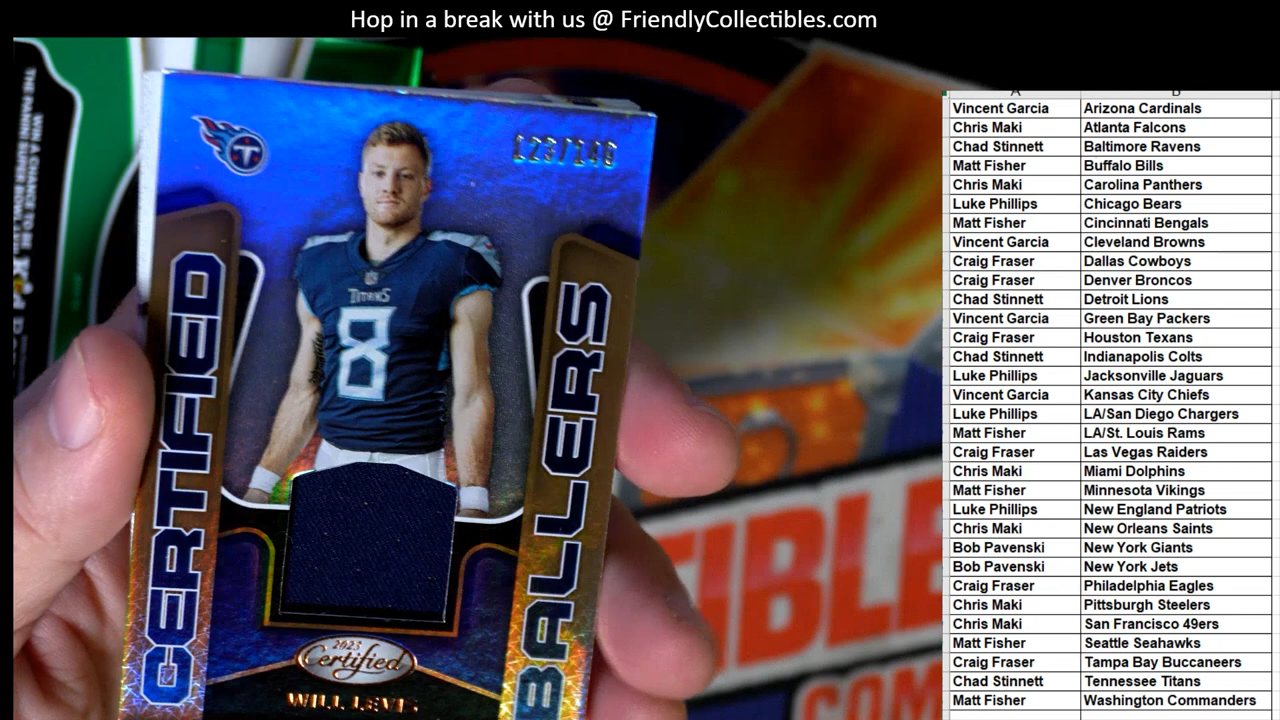 Hop in a break with us @ FriendlyCollectibles.com
123/149
TITANS
8
CERTIFIED
BALLERS
2023
Certified
WILL LEVIS
IBLE
COM
A B
Vincent Garcia Arizona Cardinals
Chris Maki Atlanta Falcons
Chad Stinnett Baltimore Ravens
Matt Fisher Buffalo Bills
Chris Maki Carolina Panthers
Luke Phillips Chicago Bears
Matt Fisher Cincinnati Bengals
Vincent Garcia Cleveland Browns
Craig Fraser Dallas Cowboys
Craig Fraser Denver Broncos
Chad Stinnett Detroit Lions
Vincent Garcia Green Bay Packers
Craig Fraser Houston Texans
Chad Stinnett Indianapolis Colts
Luke Phillips Jacksonville Jaguars
Vincent Garcia Kansas City Chiefs
Luke Phillips LA/San Diego Chargers
Matt Fisher LA/St. Louis Rams
Craig Fraser Las Vegas Raiders
Chris Maki Miami Dolphins
Matt Fisher Minnesota Vikings
Luke Phillips New England Patriots
Chris Maki New Orleans Saints
Bob Pavenski New York Giants
Bob Pavenski New York Jets
Craig Fraser Philadelphia Eagles
Chris Maki Pittsburgh Steelers
Chris Maki San Francisco 49ers
Matt Fisher Seattle Seahawks
Craig Fraser Tampa Bay Buccaneers
Chad Stinnett Tennessee Titans
Matt Fisher Washington Commanders